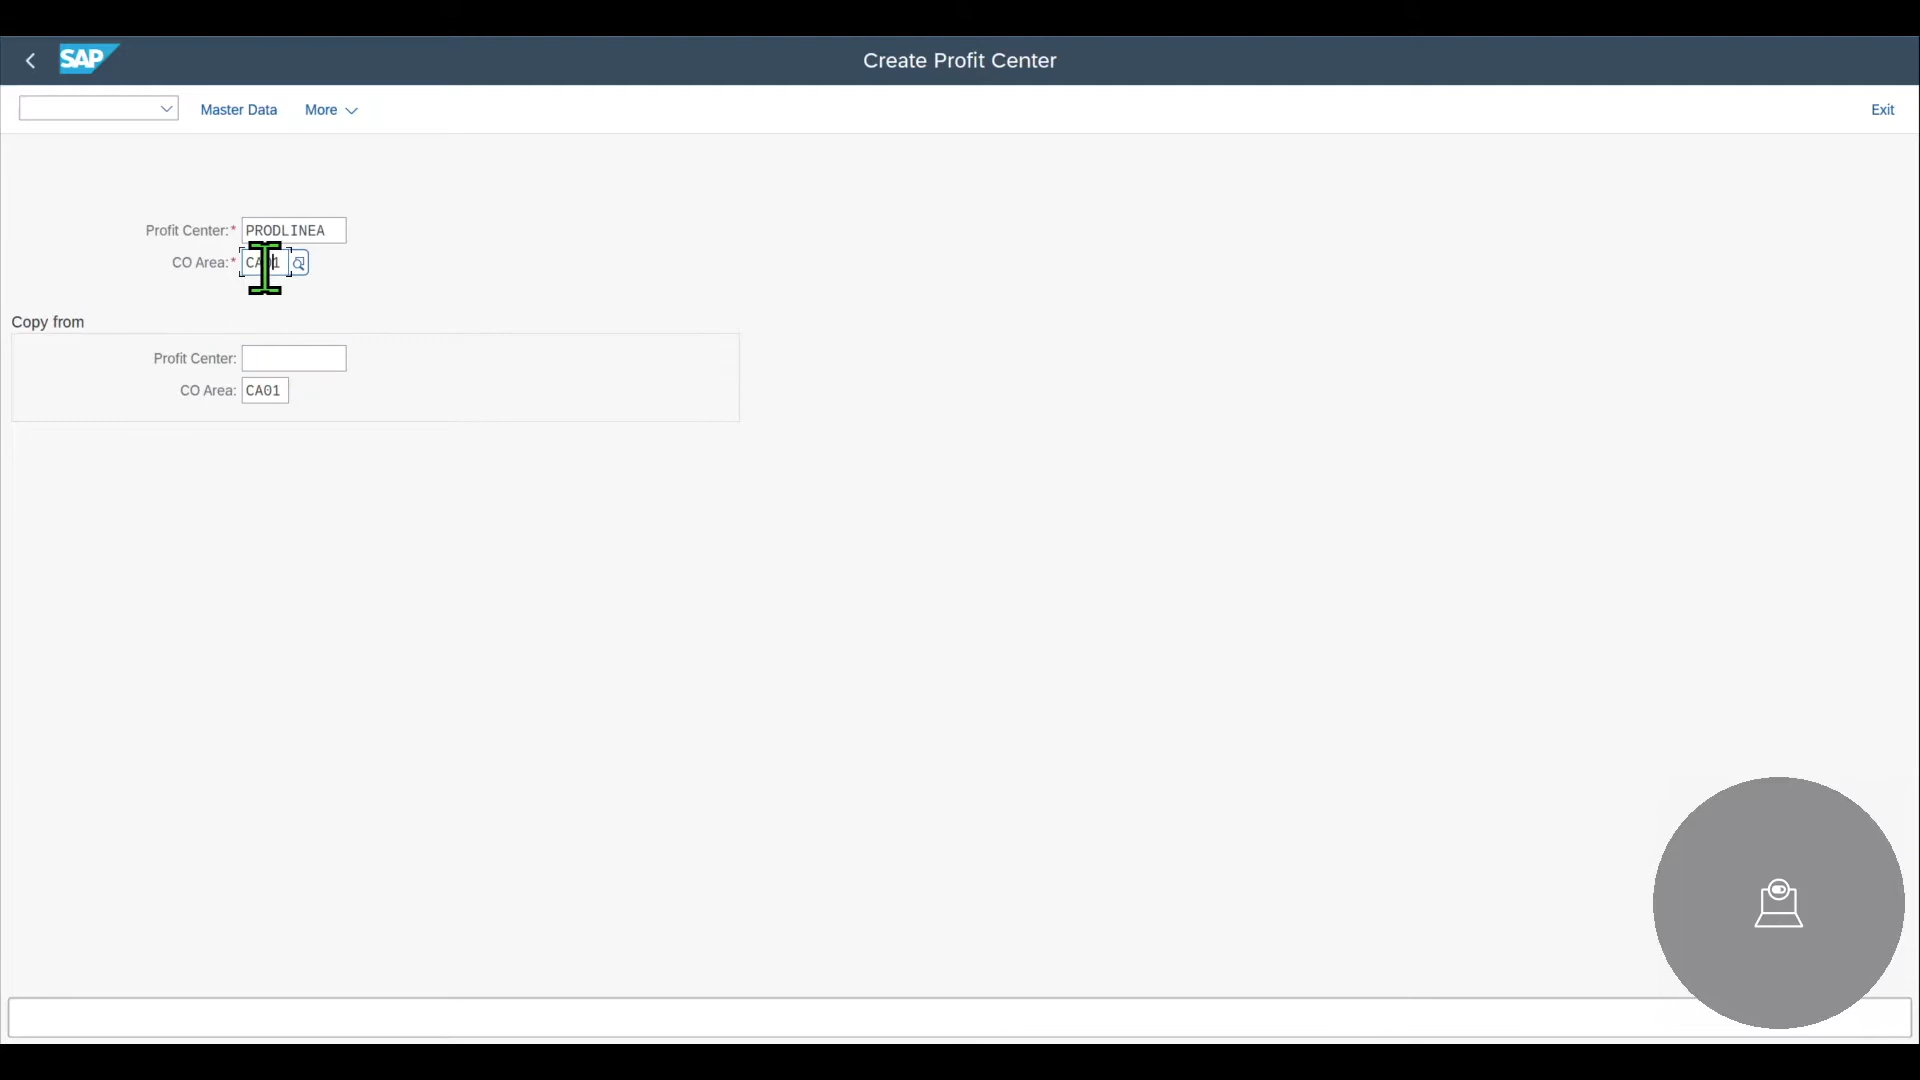 SAP
Create Profit Center
Master Data More Exit
Profit Center:* PRODLINEA
CO Area:* CA01
Copy from
Profit Center:
CO Area: CA01